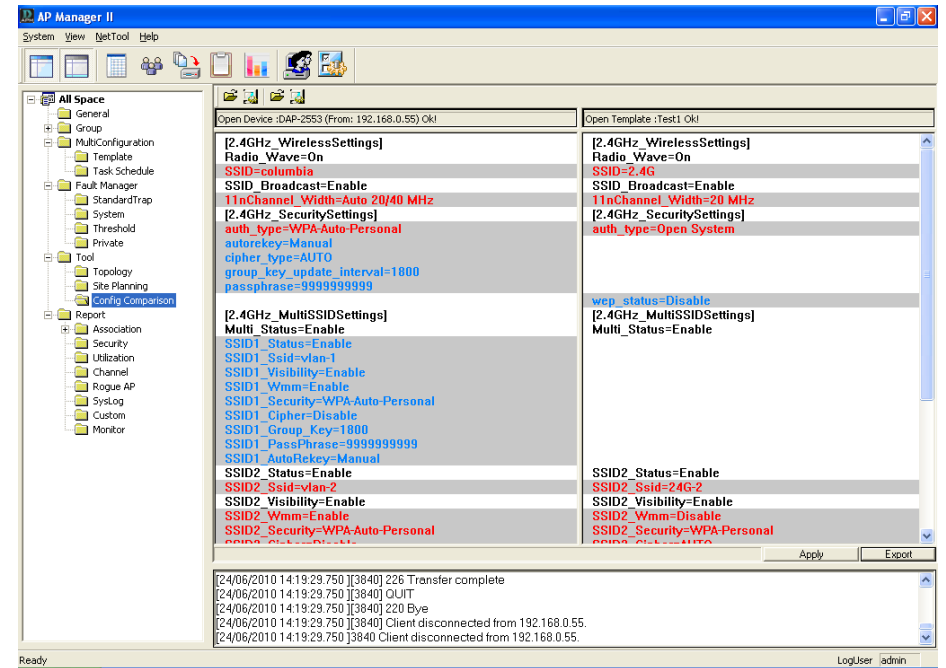 AP Manager II
System View NetTool Help
All Space
General
Group
MultiConfiguration
Template
Task Schedule
Fault Manager
StandardTrap
System
Threshold
Private
Tool
Topology
Site Planning
Config Comparison
Report
Association
Security
Utilization
Channel
Rogue AP
SysLog
Custom
Monitor
Open Device :DAP-2553 (From: 192.168.0.55) Ok!
[2.4GHz_WirelessSettings]
Radio_Wave=On
SSID=columbia
SSID_Broadcast=Enable
11nChannel_Width=Auto 20/40 MHz
[2.4GHz_SecuritySettings]
auth_type=WPA-Auto-Personal
autorekey=Manual
cipher_type=AUTO
group_key_update_interval=1800
passphrase=9999999999
[2.4GHz_MultiSSIDSettings]
Multi_Status=Enable
SSID1_Status=Enable
SSID1_Ssid=vlan-1
SSID1_Visibility=Enable
SSID1_Wmm=Enable
SSID1_Security=WPA-Auto-Personal
SSID1_Cipher=Disable
SSID1_Group_Key=1800
SSID1_PassPhrase=9999999999
SSID1_AutoRekey=Manual
SSID2_Status=Enable
SSID2_Ssid=vlan-2
SSID2_Visibility=Enable
SSID2_Wmm=Enable
SSID2_Security=WPA-Auto-Personal
SSID2_Cipher=Disable
Open Template :Test1 Ok!
[2.4GHz_WirelessSettings]
Radio_Wave=On
SSID=2.4G
SSID_Broadcast=Enable
11nChannel_Width=20 MHz
[2.4GHz_SecuritySettings]
auth_type=Open System
wep_status=Disable
[2.4GHz_MultiSSIDSettings]
Multi_Status=Enable
SSID2_Status=Enable
SSID2_Ssid=24G-2
SSID2_Visibility=Enable
SSID2_Wmm=Disable
SSID2_Security=WPA-Personal
SSID2_Cipher=AUTO
Apply Export
[24/06/2010 14:19:29.750 ][3840] 226 Transfer complete
[24/06/2010 14:19:29.750 ][3840] QUIT
[24/06/2010 14:19:29.750 ][3840] 220 Bye
[24/06/2010 14:19:29.750 ][3840] Client disconnected from 192.168.0.55.
[24/06/2010 14:19:29.750 ]3840 Client disconnected from 192.168.0.55.
Ready LogUser admin